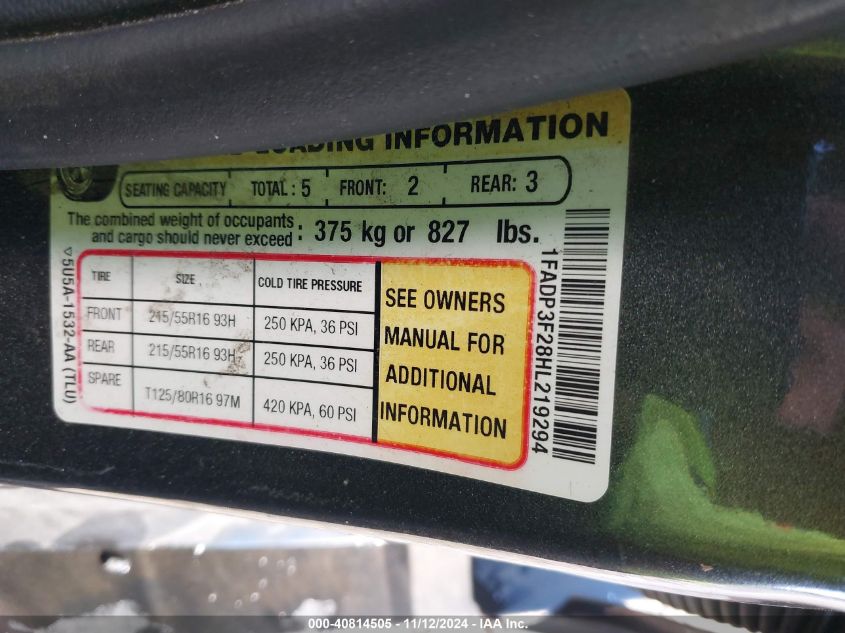 LOADING INFORMATION
SEATING CAPACITY TOTAL : 5 FRONT: 2 REAR: 3
The combined weight of occupants
and cargo should never exceed : 375 kg or 827 lbs.
TIRE SIZE COLD TIRE PRESSURE
FRONT 215/55R16 93H 250 KPA, 36 PSI
REAR 215/55R16 93H 250 KPA, 36 PSI
SPARE T125/80R16 97M 420 KPA, 60 PSI
SEE OWNERS
MANUAL FOR
ADDITIONAL
INFORMATION
5U5A-1532-AA (TLU)
1FADP3F28HL219294
000-40814505 - 11/12/2024 - IAA Inc.